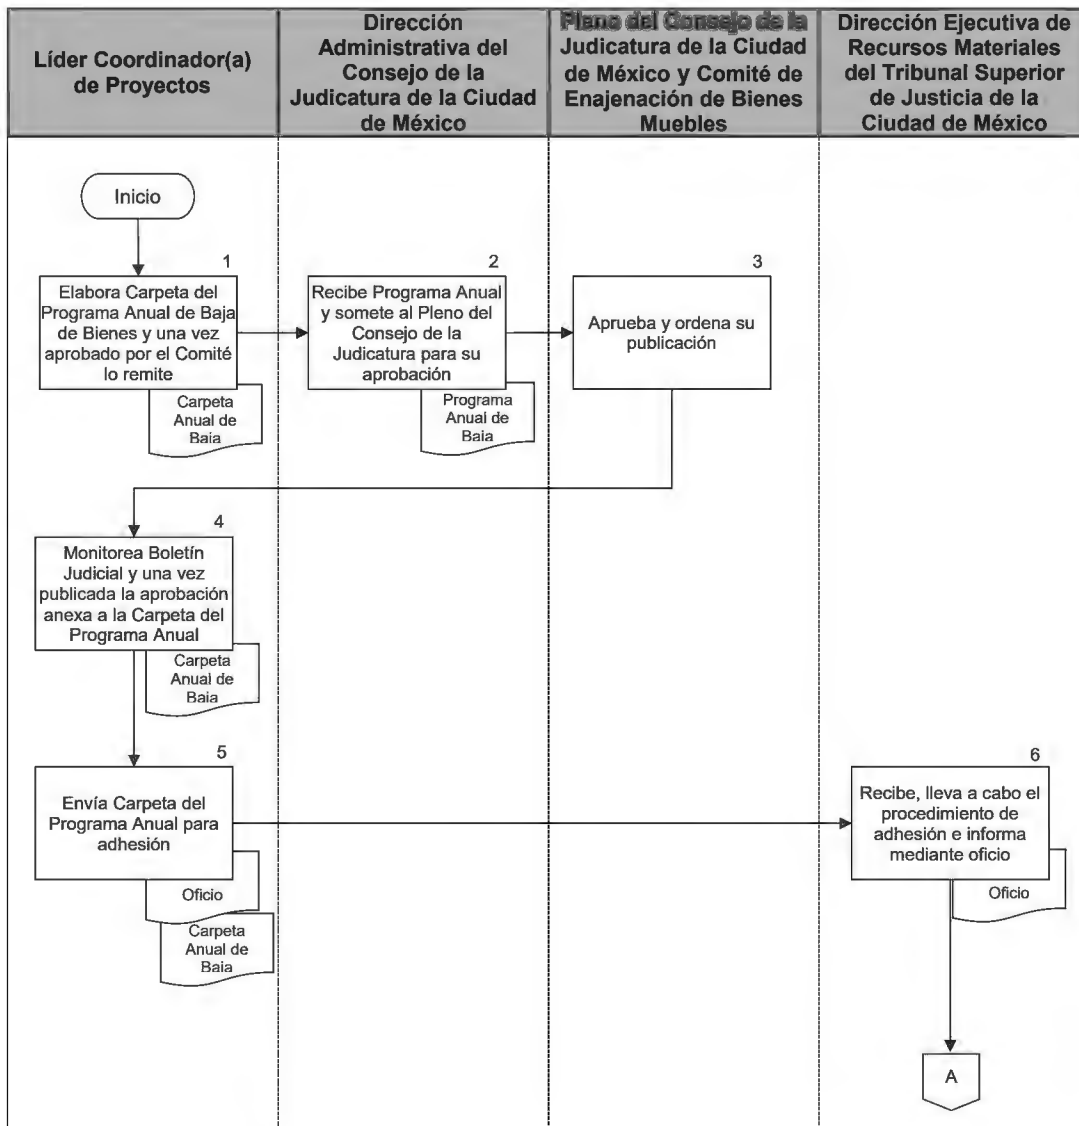 Líder Coordinador(a)
de Proyectos
Dirección
Administrativa del
Consejo de la
Judicatura de la Ciudad
de México
Pleno del Consejo de la
Judicatura de la Ciudad
de México y Comité de
Enajenación de Bienes
Muebles
Dirección Ejecutiva de
Recursos Materiales
del Tribunal Superior
de Justicia de la
Ciudad de México
Inicio
1
Elabora Carpeta del
Programa Anual de Baja
de Bienes y una vez
aprobado por el Comité
lo remite
Carpeta
Anual de
Baja
2
Recibe Programa Anual
y somete al Pleno del
Consejo de la
Judicatura para su
aprobación
Programa
Anual de
Baja
3
Aprueba y ordena su
publicación
4
Monitorea Boletín
Judicial y una vez
publicada la aprobación
anexa a la Carpeta del
Programa Anual
Carpeta
Anual de
Baja
5
Envía Carpeta del
Programa Anual para
adhesión
Oficio
Carpeta
Anual de
Baja
6
Recibe, lleva a cabo el
procedimiento de
adhesión e informa
mediante oficio
Oficio
A